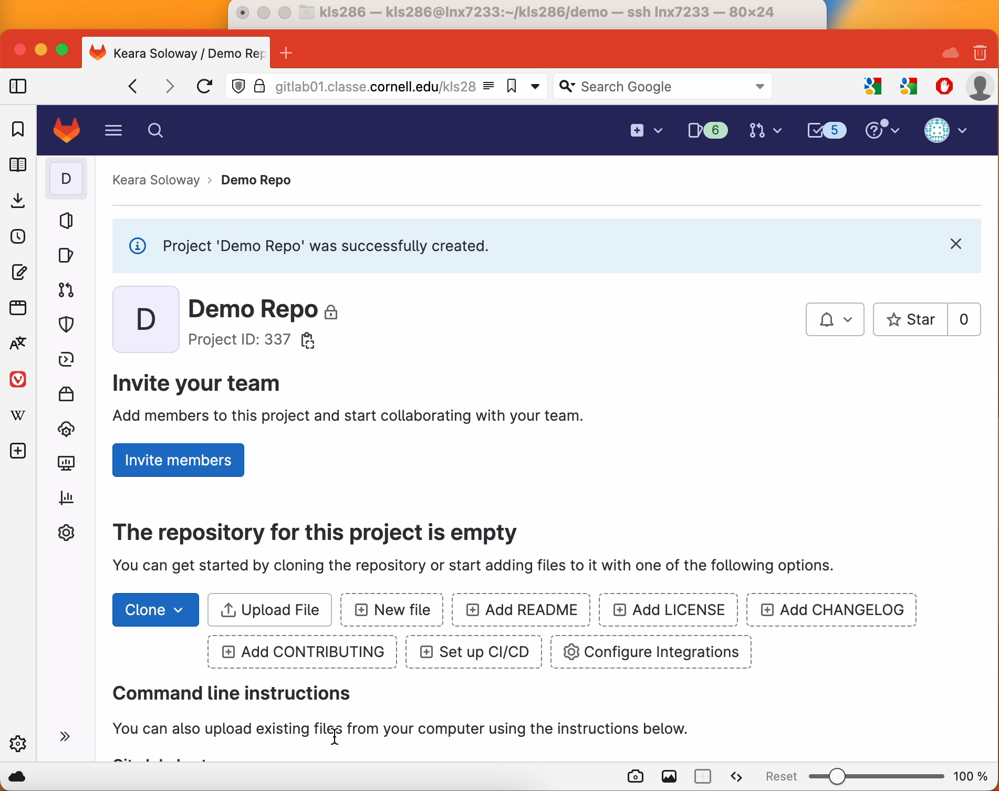 kls286 — kls286@lnx7233:~/kls286/demo — ssh lnx7233 — 80×24
Keara Soloway / Demo Rep
gitlab01.classe.cornell.edu/kls28
Search Google
6
5
D
Keara Soloway > Demo Repo
Project 'Demo Repo' was successfully created.
D
Demo Repo
Project ID: 337
Star
0
Invite your team
Add members to this project and start collaborating with your team.
Invite members
The repository for this project is empty
You can get started by cloning the repository or start adding files to it with one of the following options.
Clone
Upload File
New file
Add README
Add LICENSE
Add CHANGELOG
Add CONTRIBUTING
Set up CI/CD
Configure Integrations
Command line instructions
You can also upload existing files from your computer using the instructions below.
W
Reset
100 %